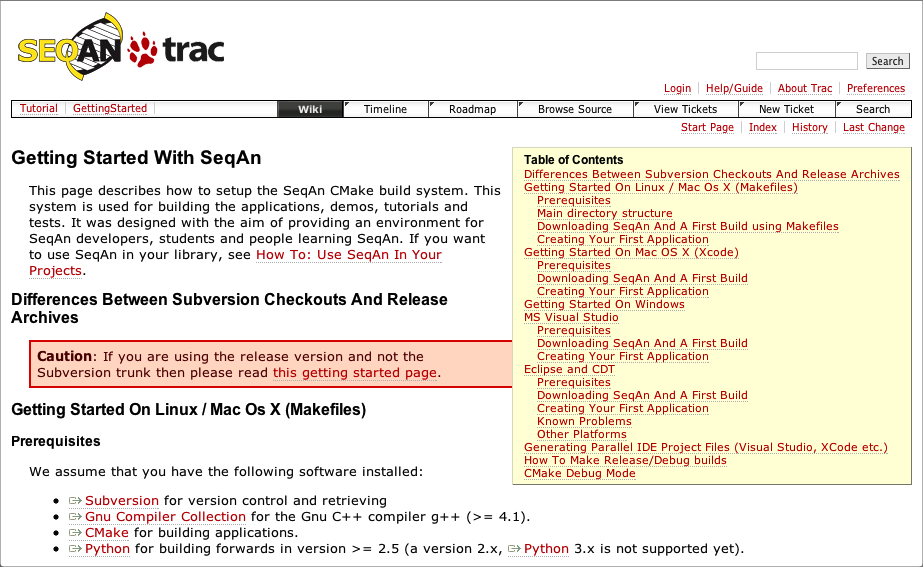 SEQAN trac
Search
Login Help/Guide About Trac Preferences
Tutorial GettingStarted Wiki Timeline Roadmap Browse Source View Tickets New Ticket Search
Start Page Index History Last Change
Getting Started With SeqAn
This page describes how to setup the SeqAn CMake build system. This
system is used for building the applications, demos, tutorials and
tests. It was designed with the aim of providing an environment for
SeqAn developers, students and people learning SeqAn. If you want
to use SeqAn in your library, see How To: Use SeqAn In Your
Projects.
Differences Between Subversion Checkouts And Release
Archives
Caution: If you are using the release version and not the
Subversion trunk then please read this getting started page.
Getting Started On Linux / Mac Os X (Makefiles)
Prerequisites
We assume that you have the following software installed:
Subversion for version control and retrieving
Gnu Compiler Collection for the Gnu C++ compiler g++ (>= 4.1).
CMake for building applications.
Python for building forwards in version >= 2.5 (a version 2.x, Python 3.x is not supported yet).
Table of Contents
Differences Between Subversion Checkouts And Release Archives
Getting Started On Linux / Mac Os X (Makefiles)
Prerequisites
Main directory structure
Downloading SeqAn And A First Build using Makefiles
Creating Your First Application
Getting Started On Mac OS X (Xcode)
Prerequisites
Downloading SeqAn And A First Build
Creating Your First Application
Getting Started On Windows
MS Visual Studio
Prerequisites
Downloading SeqAn And A First Build
Creating Your First Application
Eclipse and CDT
Prerequisites
Downloading SeqAn And A First Build
Creating Your First Application
Known Problems
Other Platforms
Generating Parallel IDE Project Files (Visual Studio, XCode etc.)
How To Make Release/Debug builds
CMake Debug Mode